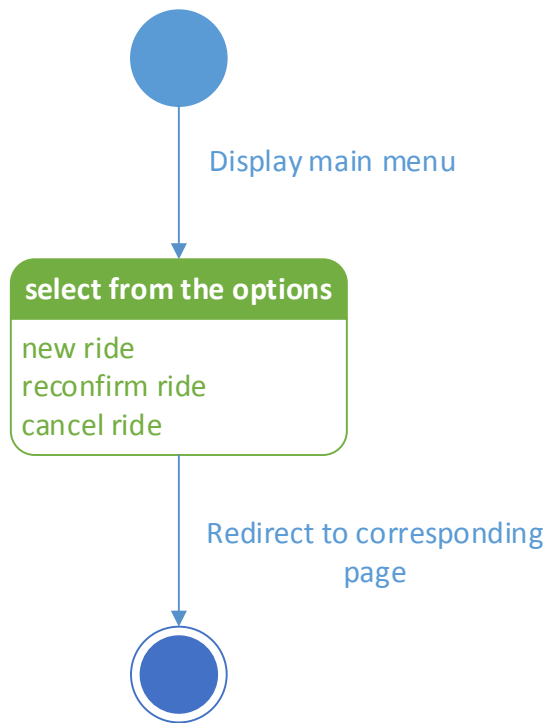 Display main menu
select from the options
new ride
reconfirm ride
cancel ride
Redirect to corresponding
page